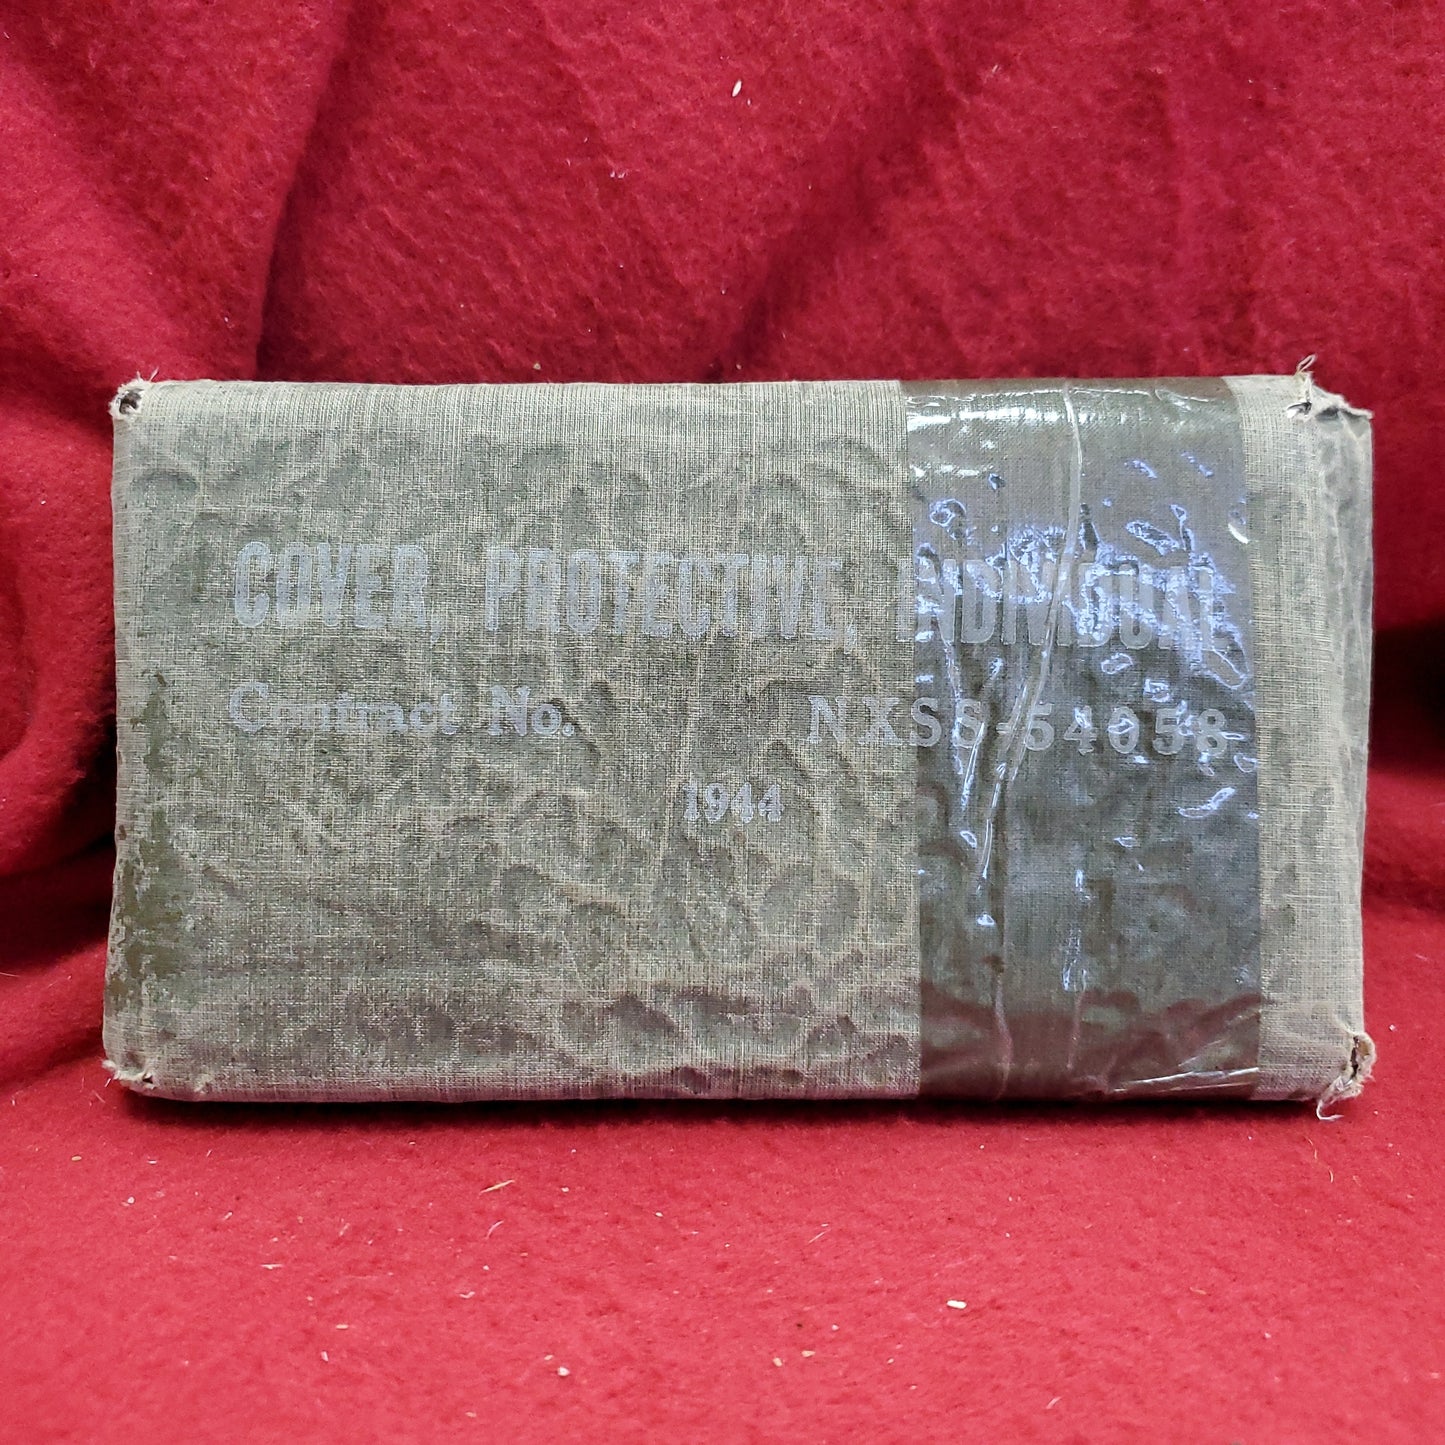 COVER, PROTECTIVE, INDIVIDUAL
Contract No. NXSS-54058
1944